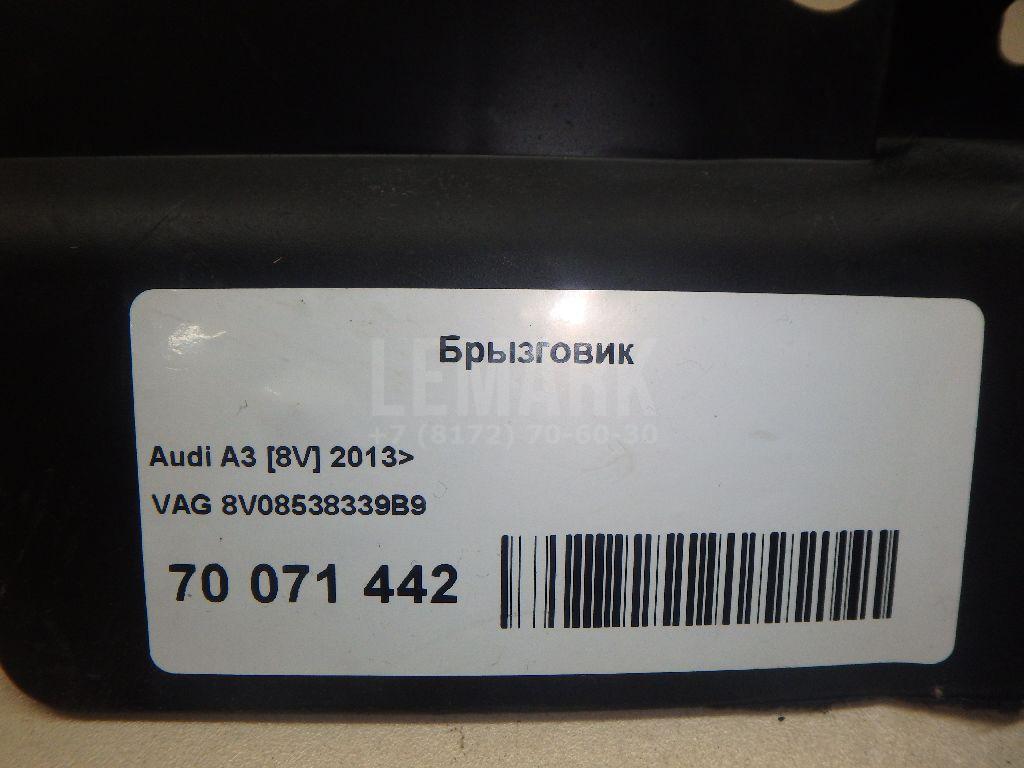 Брызговик
LEMARK
+7 (8172) 70-60-30
Audi A3 [8V] 2013>
VAG 8V08538339B9
70 071 442